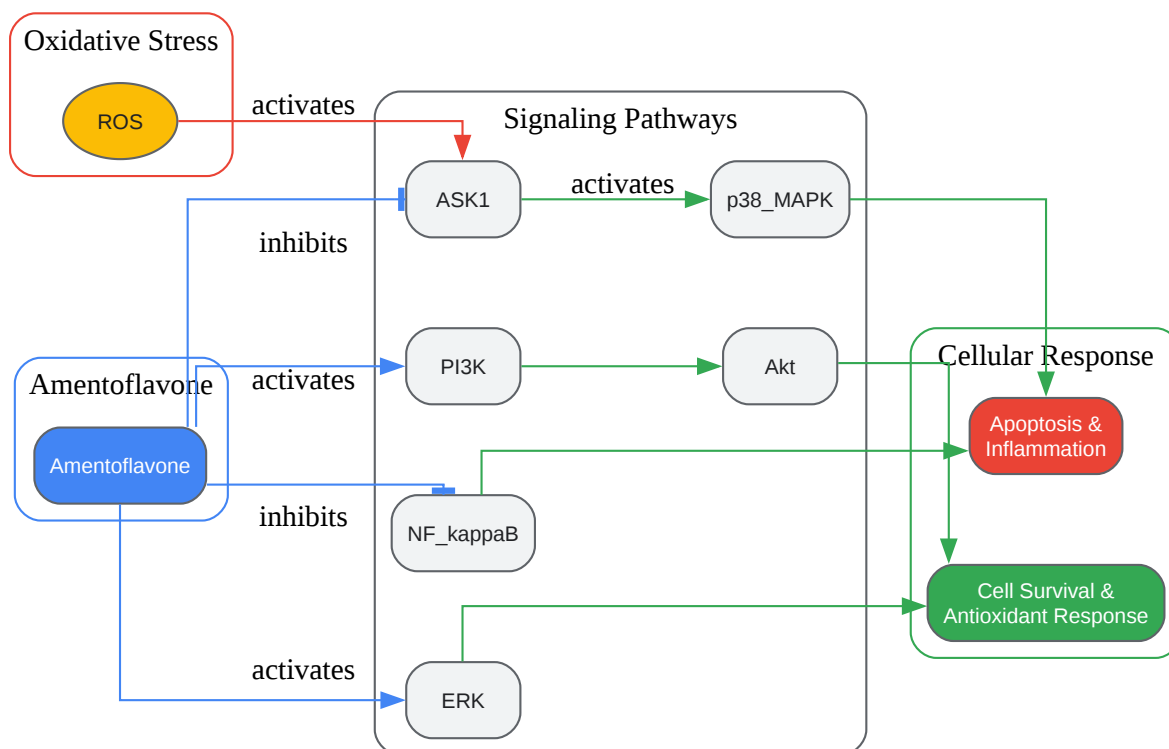 Oxidative Stress
ROS
activates
Signaling Pathways
ASK1
activates
p38_MAPK
inhibits
Amentoflavone
activates
PI3K
Akt
Cellular Response
Amentoflavone
Apoptosis &
Inflammation
inhibits
NF_kappaB
Cell Survival &
Antioxidant Response
activates
ERK